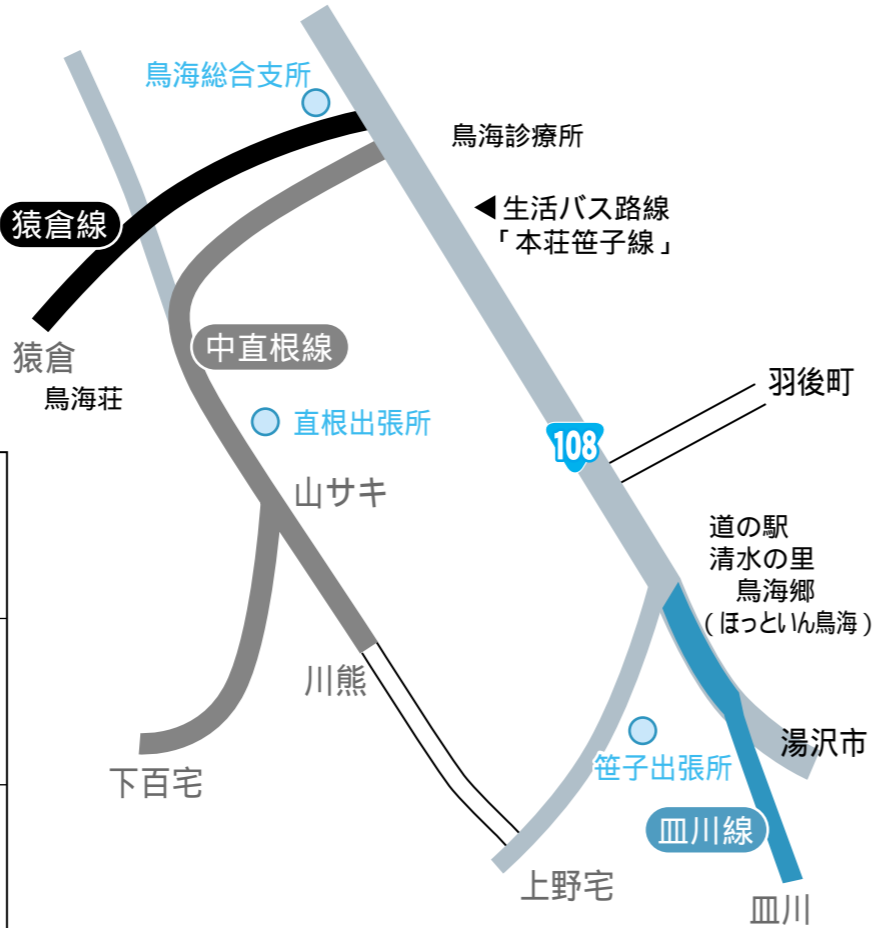 鳥海総合支所
鳥海診療所
◀生活バス路線
「本荘笹子線」
猿倉線
猿倉
鳥海荘
中直根線
直根出張所
羽後町
108
山サキ
道の駅
清水の里
鳥海郷
（ほっといん鳥海）
川熊
湯沢市
笹子出張所
下百宅
皿川線
上野宅
皿川